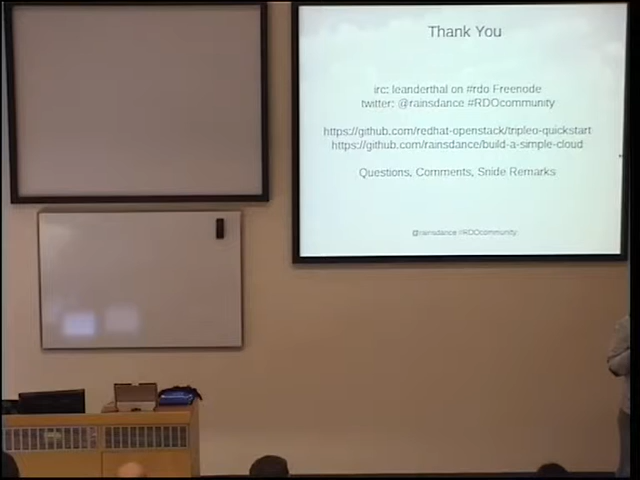 Thank You
irc: leanderthal on #rdo Freenode
twitter: @rainsdance #RDOcommunity
https://github.com/redhat-openstack/tripleo-quickstart
https://github.com/rainsdance/build-a-simple-cloud
Questions, Comments, Snide Remarks
@rainsdance #RDOcommunity